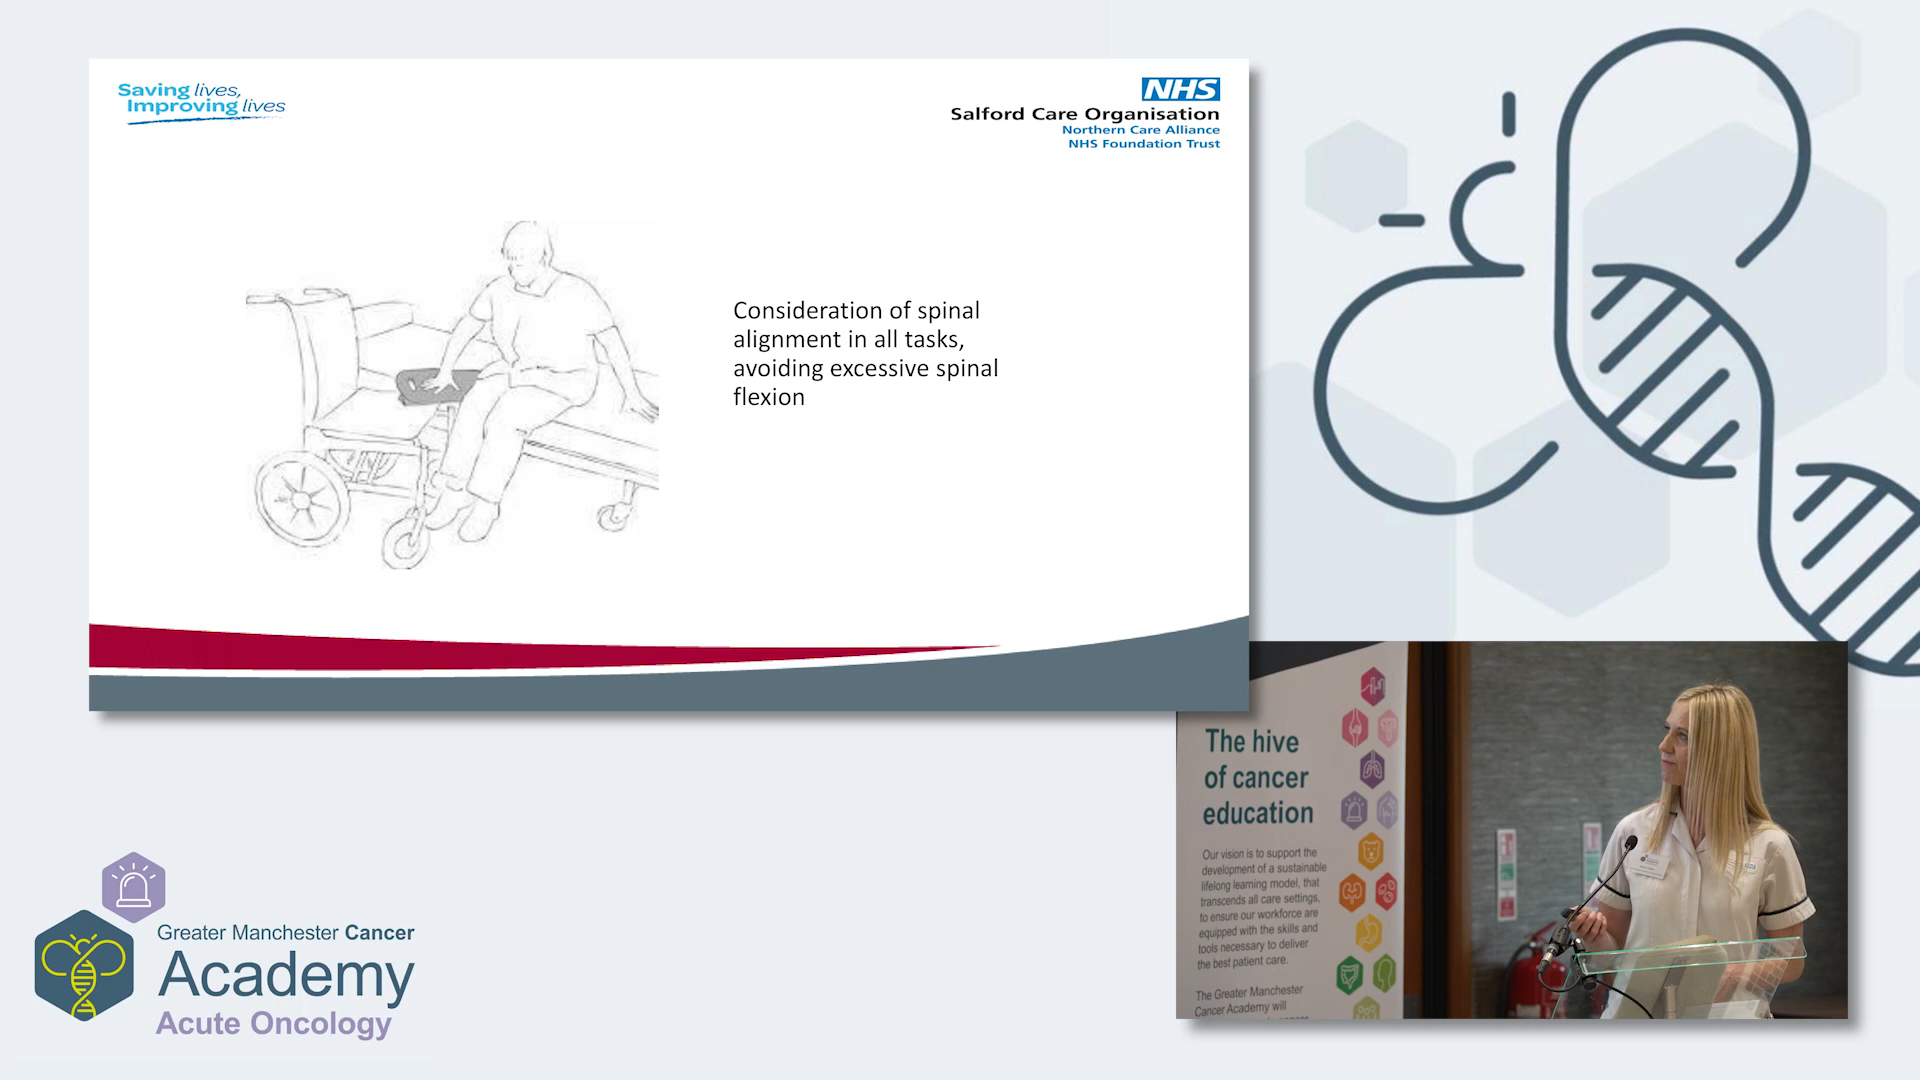 Saving lives,
Improving lives
NHS
Salford Care Organisation
Northern Care Alliance
NHS Foundation Trust
Consideration of spinal
alignment in all tasks,
avoiding excessive spinal
flexion
The hive
of cancer
education
Our vision is to support the
development of a sustainable
lifelong learning model, that
transcends all care settings,
to ensure our workforce are
equipped with the skills and
tools necessary to deliver
the best patient care.
The Greater Manchester
Cancer Academy will
Greater Manchester Cancer
Academy
Acute Oncology